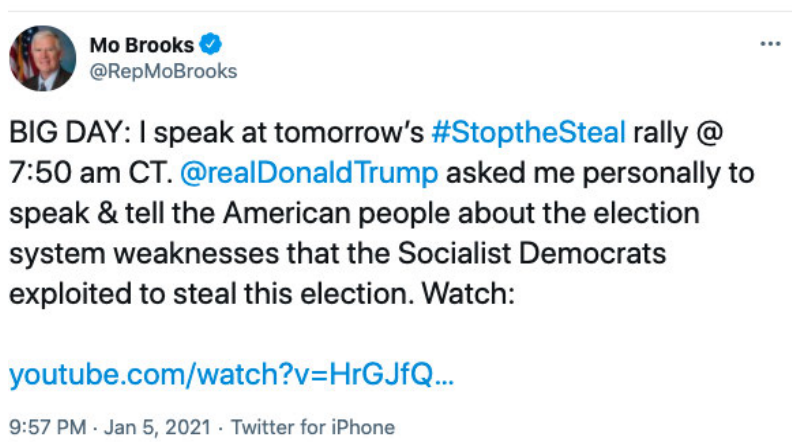 Mo Brooks
@RepMoBrooks
BIG DAY: I speak at tomorrow's #StoptheSteal rally @
7:50 am CT. @realDonaldTrump asked me personally to
speak & tell the American people about the election
system weaknesses that the Socialist Democrats
exploited to steal this election. Watch:
youtube.com/watch?v=HrGJfQ...
9:57 PM · Jan 5, 2021 · Twitter for iPhone